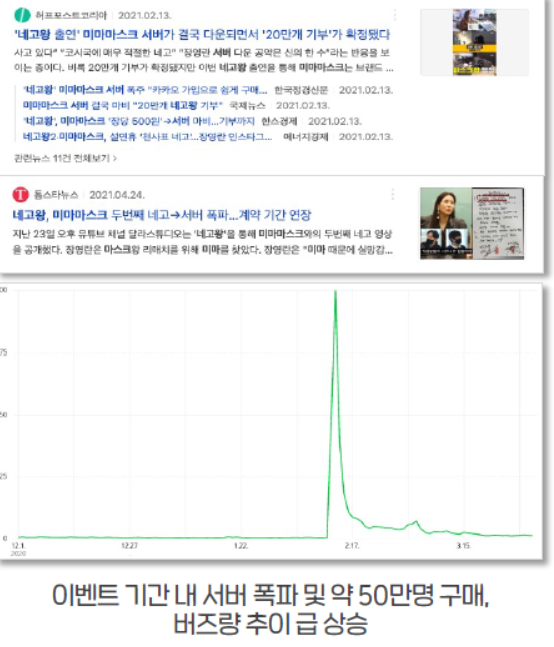 허프포스트코리아 2021.02.13.
'네고왕 출연' 미마마스크 서버가 결국 다운되면서 '20만개 기부'가 확정됐다
사고 있다" "코시국에 매우 적절한 네고" "장영란 서버 다운 공약은 신의 한 수"라는 반응을 보
이는 중이다. 비록 20만개 기부가 확정됐지만 이번 네고왕 출연을 통해 미마마스크는 브랜드 ...
'네고왕' 미마마스크 서버 폭주 "카카오 가입으로 쉽게 구매... 한국정경신문 2021.02.13.
미마마스크 서버 결국 마비 "20만개 네고왕 기부" 국제뉴스 2021.02.13.
'네고왕', 미마마스크 '장당 500원'→서버 마비...기부까지 한스경제 2021.02.13.
네고왕2·미마마스크, 설연휴 '천사표 네고'...장영란 인스타그... 에너지경제 2021.02.13.
관련뉴스 11건 전체보기 >
톱스타뉴스 2021.04.24.
네고왕, 미마마스크 두번째 네고→서버 폭파...계약 기간 연장
지난 23일 오후 유튜브 채널 달라스튜디오는 '네고왕'을 통해 미마마스크와의 두번째 네고 영상
을 공개했다. 장영란은 마스크왕 리매치를 위해 미마를 찾았다. 장영란은 "미마 때문에 실망감...
00
75
50
25
0
12.1. 12.27 1.22. 2.17. 3.15.
2020
이벤트 기간 내 서버 폭파 및 약 50만명 구매,
버즈량 추이 급 상승